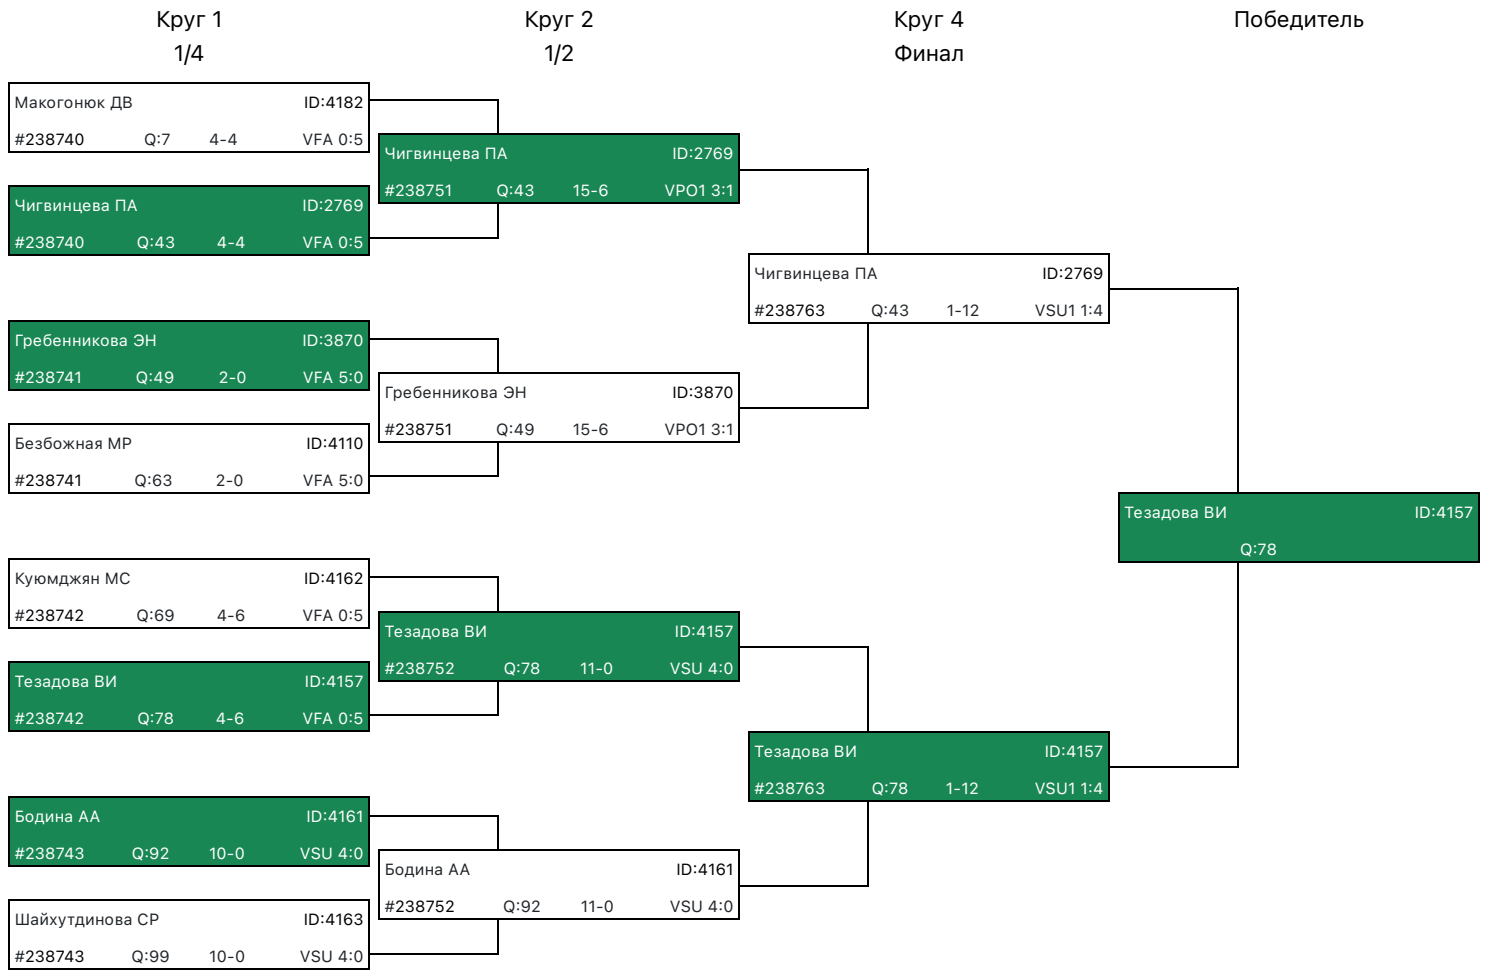 Круг 1
1/4
Круг 2
1/2
Круг 4
Финал
Победитель
Макогонюк ДВ ID:4182
#238740 Q:7 4-4 VFA 0:5
Чигвинцева ПА ID:2769
#238740 Q:43 4-4 VFA 0:5
Гребенникова ЭН ID:3870
#238741 Q:49 2-0 VFA 5:0
Безбожная МР ID:4110
#238741 Q:63 2-0 VFA 5:0
Куюмджян МС ID:4162
#238742 Q:69 4-6 VFA 0:5
Тезадова ВИ ID:4157
#238742 Q:78 4-6 VFA 0:5
Бодина АА ID:4161
#238743 Q:92 10-0 VSU 4:0
Шайхутдинова СР ID:4163
#238743 Q:99 10-0 VSU 4:0
Чигвинцева ПА ID:2769
#238751 Q:43 15-6 VPO1 3:1
Гребенникова ЭН ID:3870
#238751 Q:49 15-6 VPO1 3:1
Тезадова ВИ ID:4157
#238752 Q:78 11-0 VSU 4:0
Бодина АА ID:4161
#238752 Q:92 11-0 VSU 4:0
Чигвинцева ПА ID:2769
#238763 Q:43 1-12 VSU1 1:4
Тезадова ВИ ID:4157
#238763 Q:78 1-12 VSU1 1:4
Тезадова ВИ ID:4157
Q:78